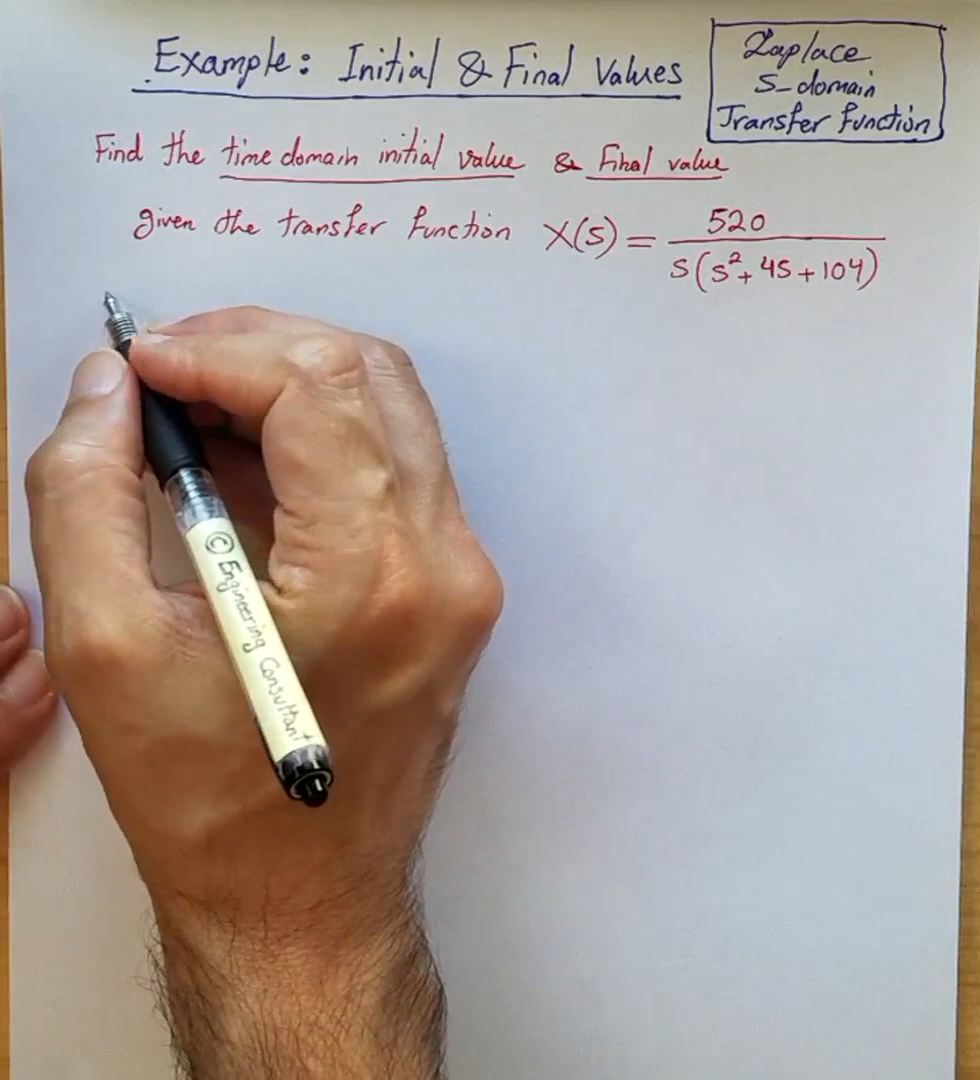 Example: Initial & Final Values
Laplace
S-domain
Transfer function
Find the time domain initial value & Final value
given the transfer function X(s) = 520 / s(s² + 4s + 104)
© Engineering Consultant